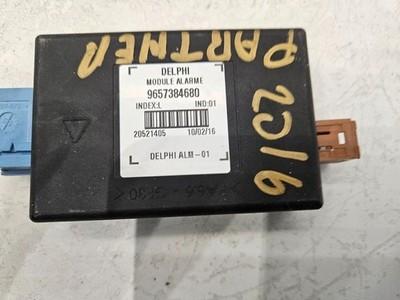 PARTNER
2016
DELPHI
MODULE ALARME
9657384680
INDEX:L IND:01
20521405 10/02/16
DELPHI ALM-01